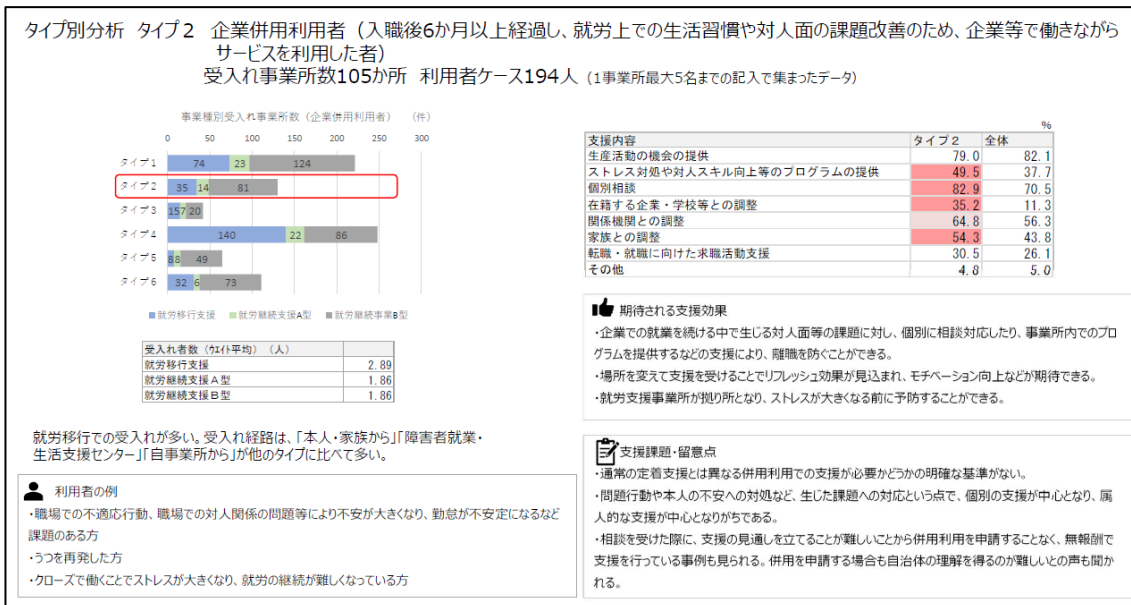 タイプ別分析 タイプ2 企業併用利用者（入職後6か月以上経過し、就労上での生活習慣や対人面の課題改善のため、企業等で働きながら
サービスを利用した者）
受入れ事業所数105か所 利用者ケース194人（1事業所最大5名までの記入で集まったデータ）
事業種別受入れ事業所数（企業併用利用者） （件）
0 50 100 150 200 250 300
タイプ1 74 23 124
タイプ2 35 14 81
タイプ3 15 7 20
タイプ4 140 22 86
タイプ5 8 8 49
タイプ6 32 6 73
■就労移行支援 ■就労継続支援A型 ■就労継続事業B型
受入れ者数（ウエイト平均）（人）
就労移行支援 2.89
就労継続支援A型 1.86
就労継続支援B型 1.86
就労移行での受入れが多い。受入れ経路は、「本人・家族から」「障害者就業・
生活支援センター」「自事業所から」が他のタイプに比べて多い。
利用者の例
・職場での不適応行動、職場での対人関係の問題等により不安が大きくなり、勤怠が不安定になるなど
課題のある方
・うつを再発した方
・クローズで働くことでストレスが大きくなり、就労の継続が難しくなっている方
%
支援内容 タイプ2 全体
生産活動の機会の提供 79.0 82.1
ストレス対処や対人スキル向上等のプログラムの提供 49.5 37.7
個別相談 82.9 70.5
在籍する企業・学校等との調整 35.2 11.3
関係機関との調整 64.8 56.3
家族との調整 54.3 43.8
転職・就職に向けた求職活動支援 30.5 26.1
その他 4.8 5.0
期待される支援効果
・企業での就業を続ける中で生じる対人面等の課題に対し、個別に相談対応したり、事業所内でのプロ
グラムを提供するなどの支援により、離職を防ぐことができる。
・場所を変えて支援を受けることでリフレッシュ効果が見込まれ、モチベーション向上などが期待できる。
・就労支援事業所が拠り所となり、ストレスが大きくなる前に予防することができる。
支援課題・留意点
・通常の定着支援とは異なる併用利用での支援が必要かどうかの明確な基準がない。
・問題行動や本人の不安への対処など、生じた課題への対応という点で、個別の支援が中心となり、属
人的な支援が中心となりがちである。
・相談を受けた際に、支援の見通しを立てることが難しいことから併用利用を申請することなく、無報酬で
支援を行っている事例も見られる。併用を申請する場合も自治体の理解を得るのが難しいとの声も聞か
れる。